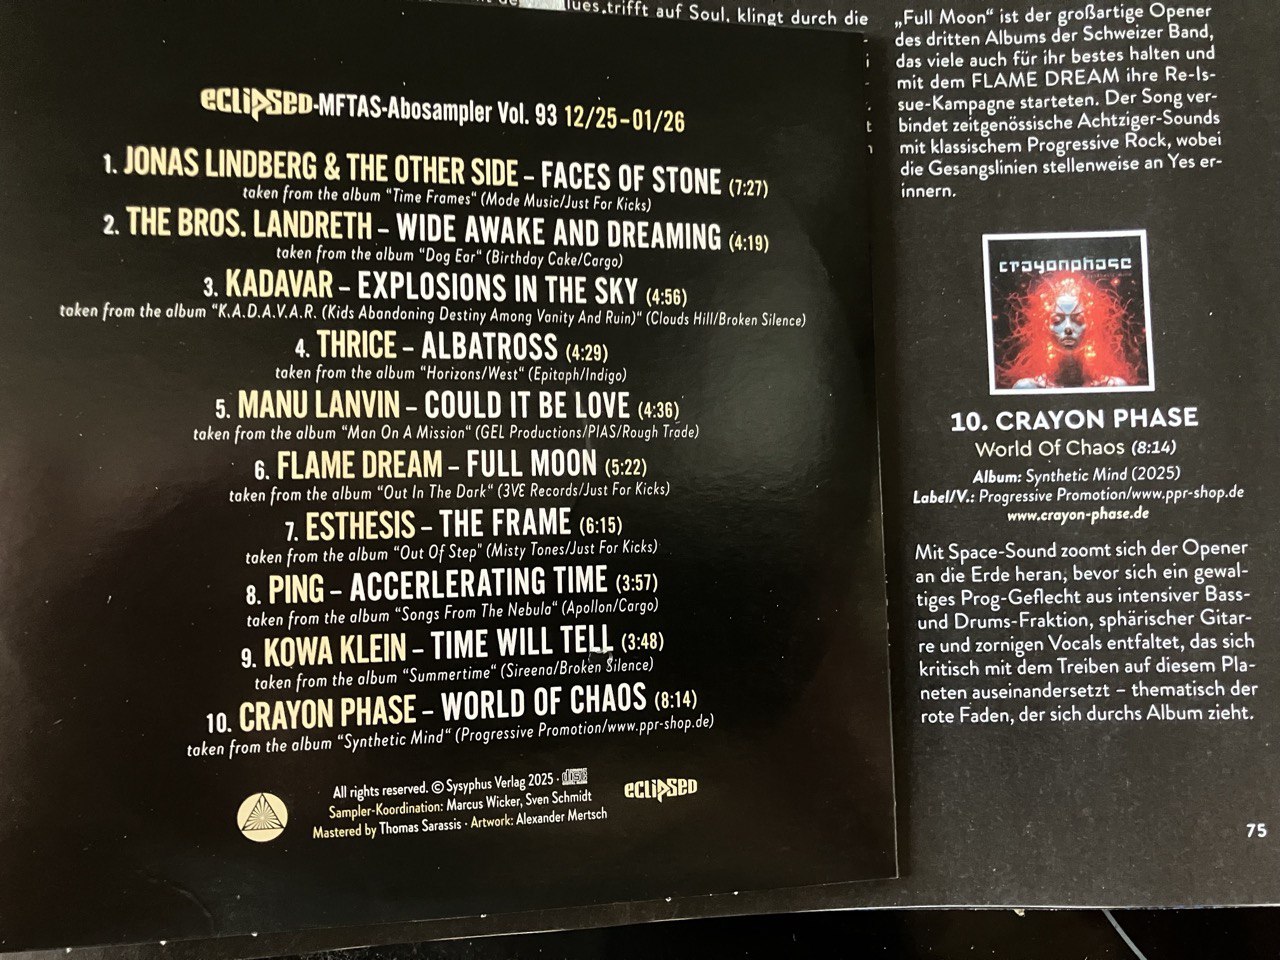 eclipsed-MFTAS-Abosampler Vol. 93 12/25–01/26
1. JONAS LINDBERG & THE OTHER SIDE – FACES OF STONE (7:27)
taken from the album "Time Frames“ (Mode Music/Just For Kicks)
2. THE BROS. LANDRETH – WIDE AWAKE AND DREAMING (4:19)
taken from the album "Dog Ear“ (Birthday Cake/Cargo)
3. KADAVAR – EXPLOSIONS IN THE SKY (4:56)
taken from the album "K.A.D.A.V.A.R. (Kids Abandoning Destiny Among Vanity And Ruin)“ (Clouds Hill/Broken Silence)
4. THRICE – ALBATROSS (4:29)
taken from the album "Horizons/West“ (Epitaph/Indigo)
5. MANU LANVIN – COULD IT BE LOVE (4:36)
taken from the album "Man On A Mission“ (GEL Productions/PIAS/Rough Trade)
6. FLAME DREAM – FULL MOON (5:22)
taken from the album "Out In The Dark“ (3VE Records/Just For Kicks)
7. ESTHESIS – THE FRAME (6:15)
taken from the album "Out Of Step" (Misty Tones/Just For Kicks)
8. PING – ACCERLERATING TIME (3:57)
taken from the album "Songs From The Nebula“ (Apollon/Cargo)
9. KOWA KLEIN – TIME WILL TELL (3:48)
taken from the album "Summertime“ (Sireena/Broken Silence)
10. CRAYON PHASE – WORLD OF CHAOS (8:14)
taken from the album "Synthetic Mind“ (Progressive Promotion/www.ppr-shop.de)
All rights reserved. © Sysyphus Verlag 2025 · disc
Sampler-Koordination: Marcus Wicker, Sven Schmidt
Mastered by Thomas Sarassis · Artwork: Alexander Mertsch
eclipsed
trifft auf Soul, klingt durch die
„Full Moon“ ist der großartige Opener
des dritten Albums der Schweizer Band,
das viele auch für ihr bestes halten und
mit dem FLAME DREAM ihre Re-Is-
sue-Kampagne starteten. Der Song ver-
bindet zeitgenössische Achtziger-Sounds
mit klassischem Progressive Rock, wobei
die Gesangslinien stellenweise an Yes er-
innern.
crayonphase
10. CRAYON PHASE
World Of Chaos (8:14)
Album: Synthetic Mind (2025)
Label/V.: Progressive Promotion/www.ppr-shop.de
www.crayon-phase.de
Mit Space-Sound zoomt sich der Opener
an die Erde heran, bevor sich ein gewal-
tiges Prog-Geflecht aus intensiver Bass-
und Drums-Fraktion, sphärischer Gitar-
re und zornigen Vocals entfaltet, das sich
kritisch mit dem Treiben auf diesem Pla-
neten auseinandersetzt – thematisch der
rote Faden, der sich durchs Album zieht.
75